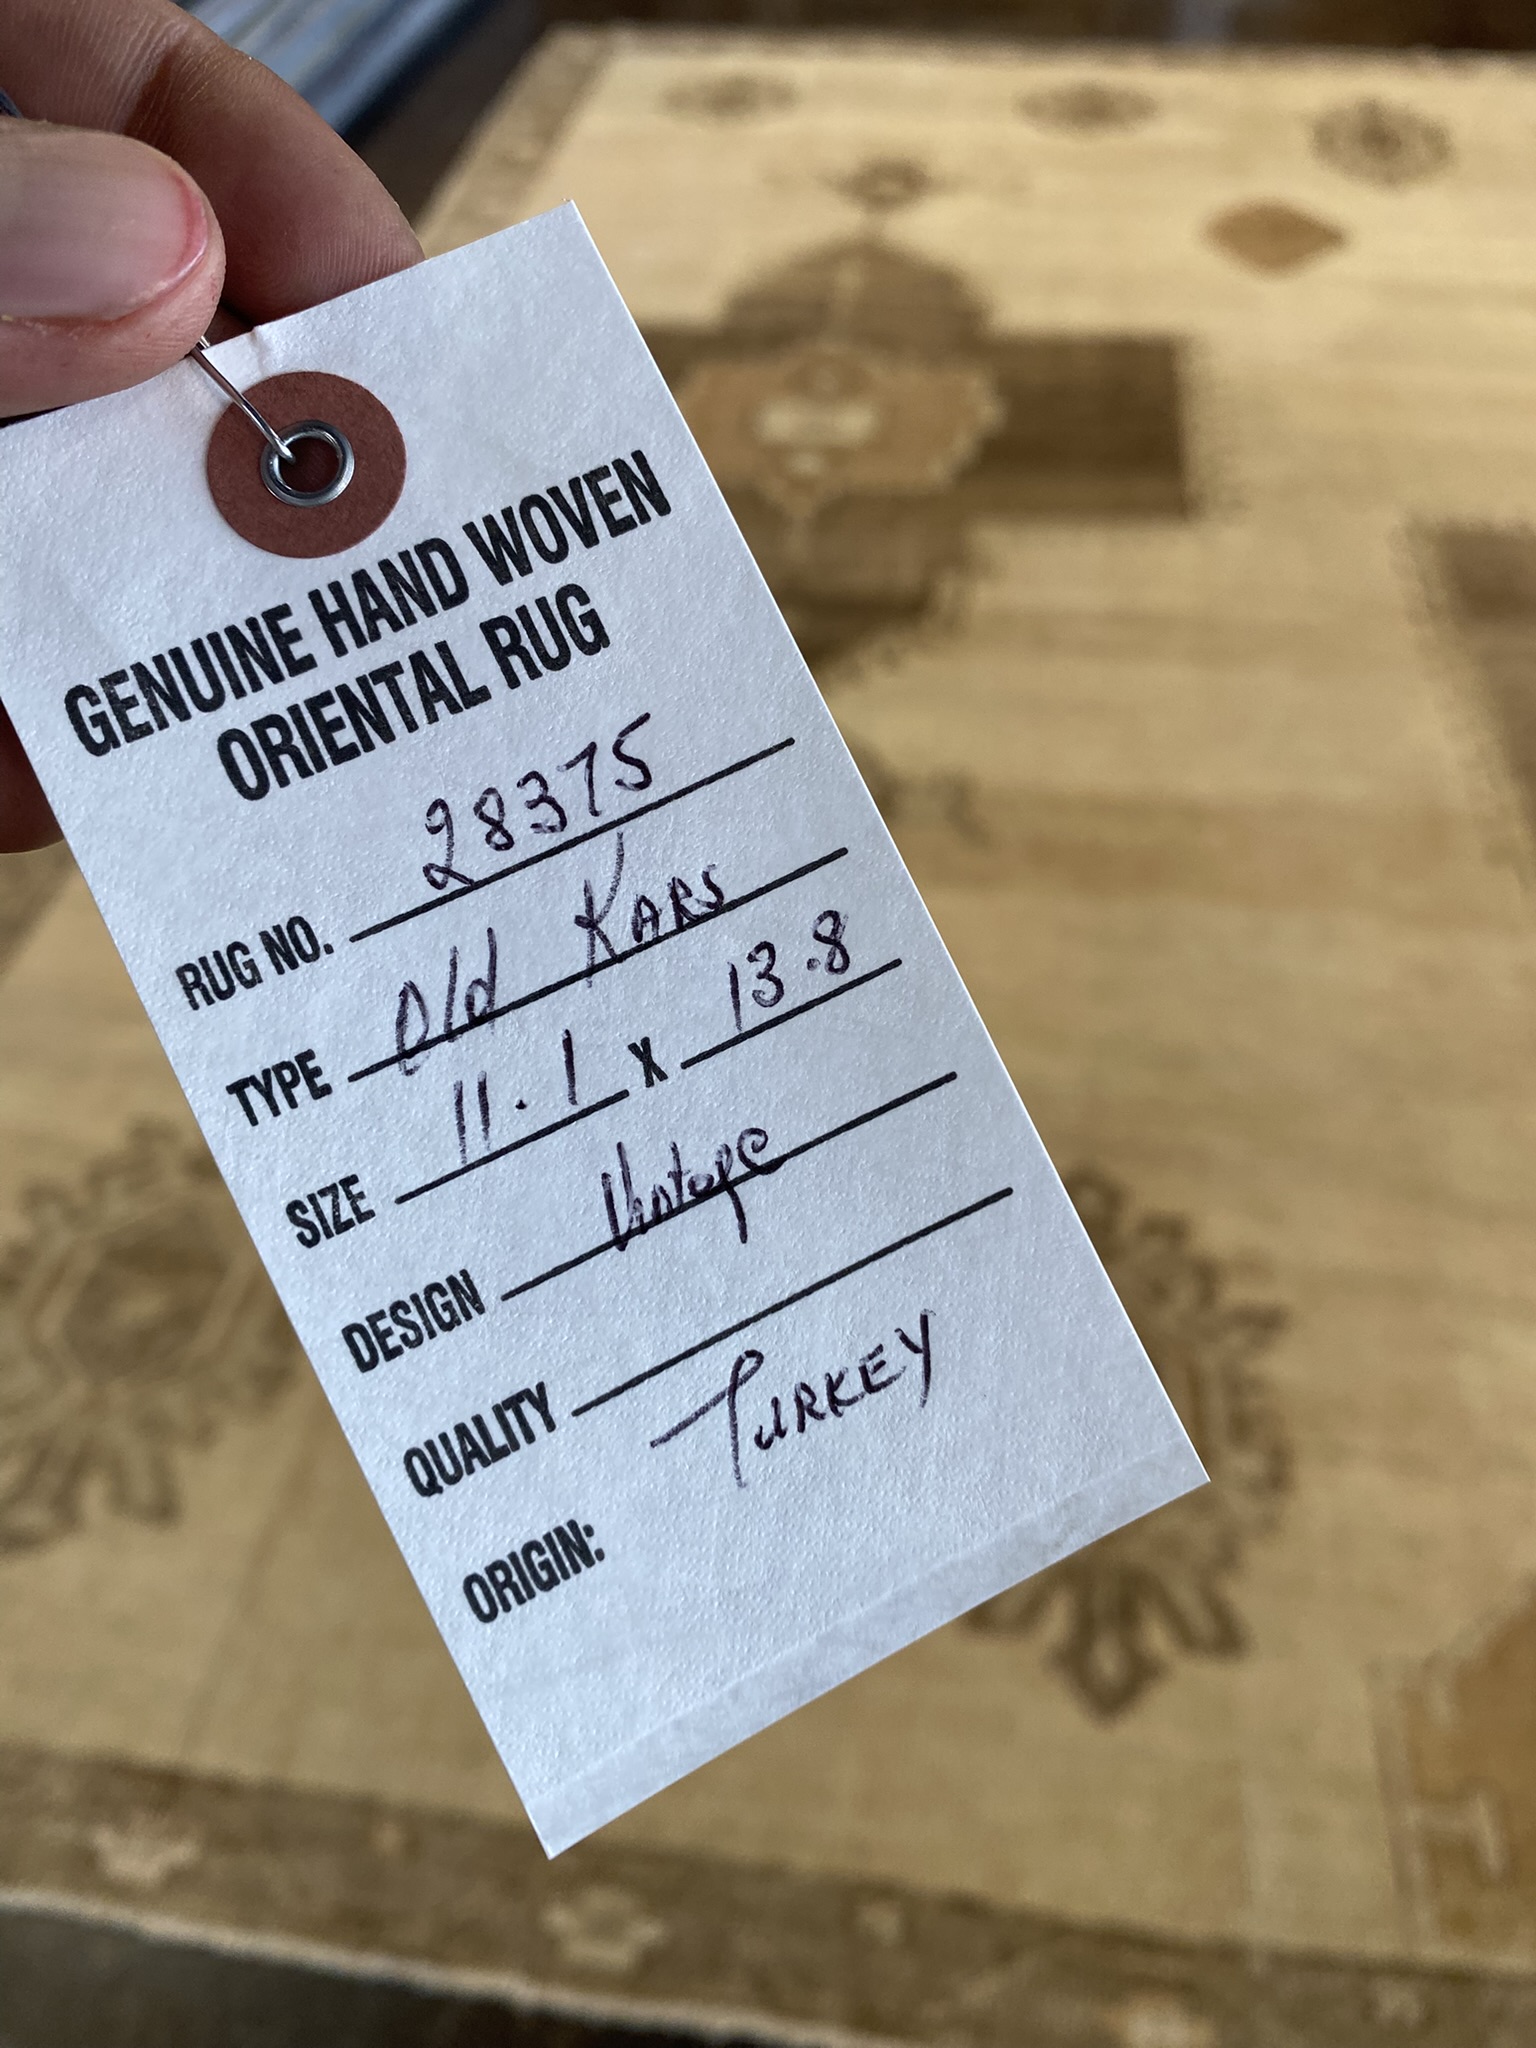 GENUINE HAND WOVEN
ORIENTAL RUG
RUG NO. 28375
TYPE Old KARS
SIZE 11.1 X 13.8
DESIGN Vintage
QUALITY
ORIGIN: TURKEY